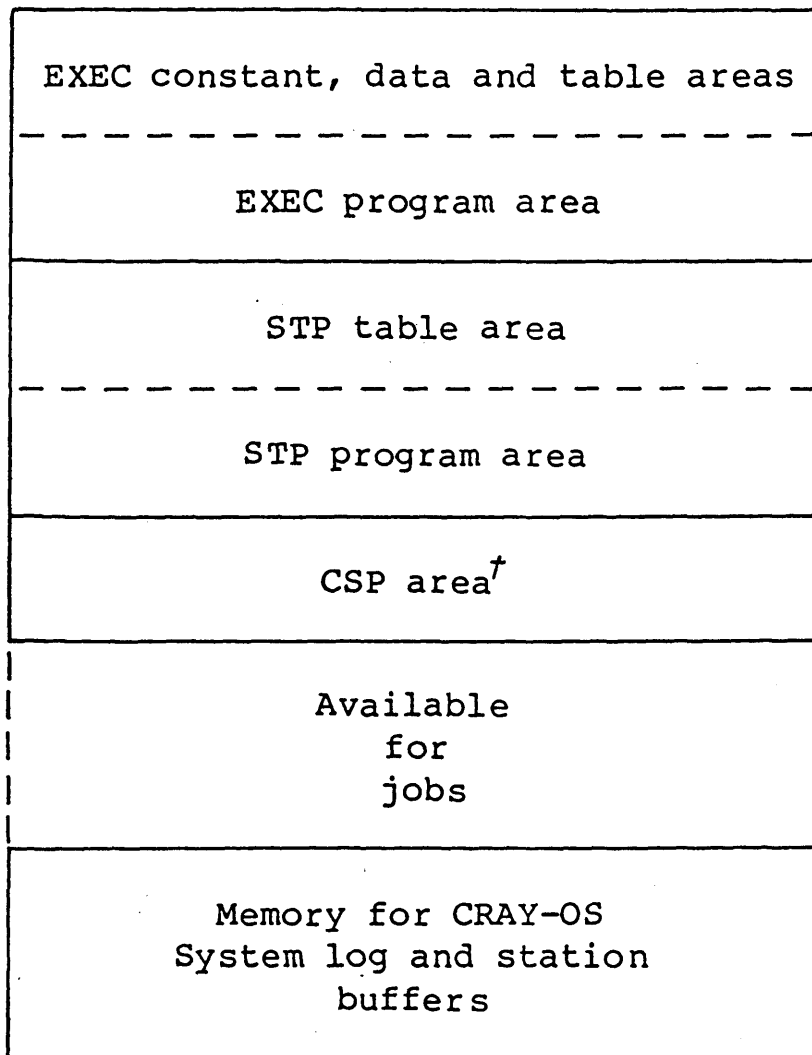 EXEC constant, data and table areas
EXEC program area
STP table area
STP program area
CSP area†
Available
for
jobs
Memory for CRAY-OS
System log and station
buffers